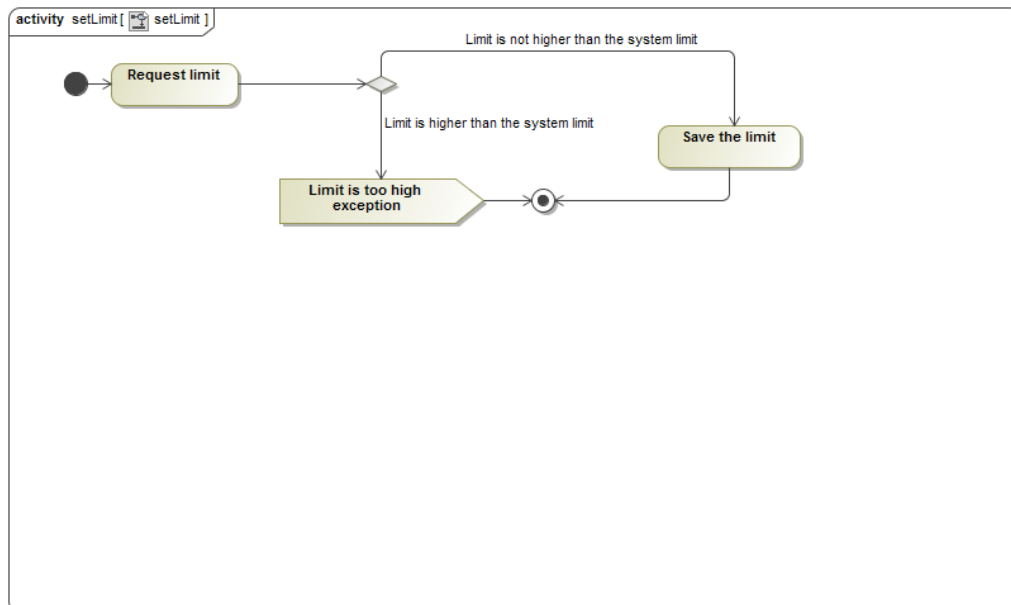 activity setLimit [ setLimit ]
Limit is not higher than the system limit
Request limit
Limit is higher than the system limit
Save the limit
Limit is too high
exception